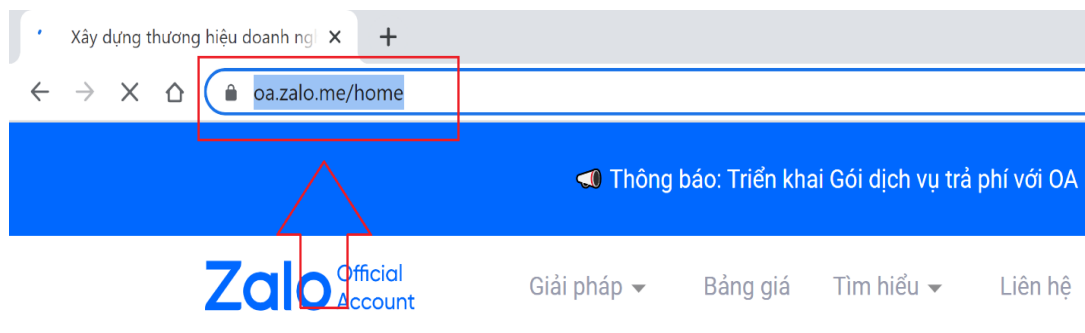 Xây dựng thương hiệu doanh ng
oa.zalo.me/home
Thông báo: Triển khai Gói dịch vụ trả phí với OA
Zalo Official Account
Giải pháp Bảng giá Tìm hiểu Liên hệ